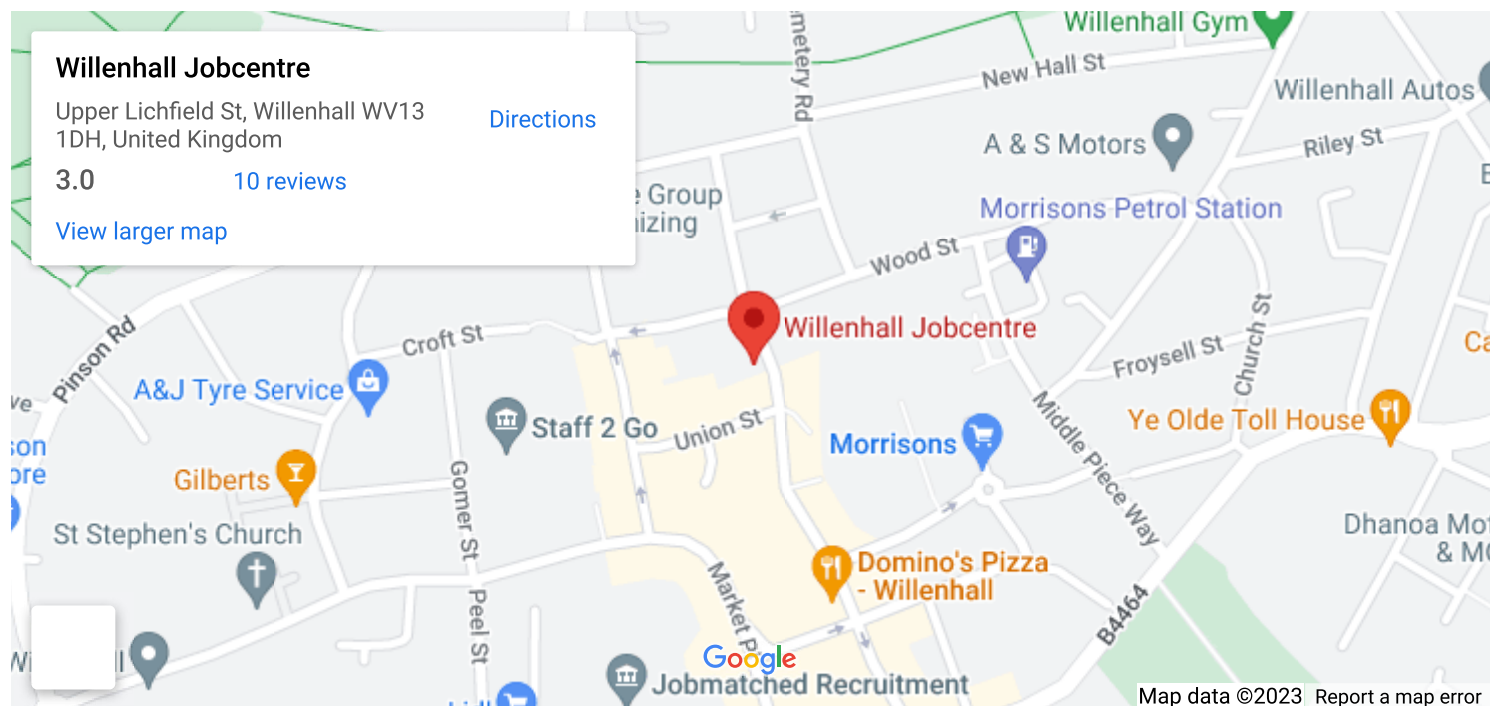 Willenhall Jobcentre
Upper Lichfield St, Willenhall WV13
1DH, United Kingdom
Directions
3.0
10 reviews
View larger map
Willenhall Gym
New Hall St
Willenhall Autos
A & S Motors
Riley St
Group
Morrisons Petrol Station
Wood St
Willenhall Jobcentre
Croft St
Pinson Rd
Church St
Froysell St
A&J Tyre Service
Staff 2 Go
Union St
Morrisons
Middle Piece Way
Ye Olde Toll House
Gilberts
Gomer St
St Stephen's Church
Dhanoa
&
Domino's Pizza
- Willenhall
Market
Peel St
B4464
Google
Jobmatched Recruitment
Map data ©2023
Report a map error